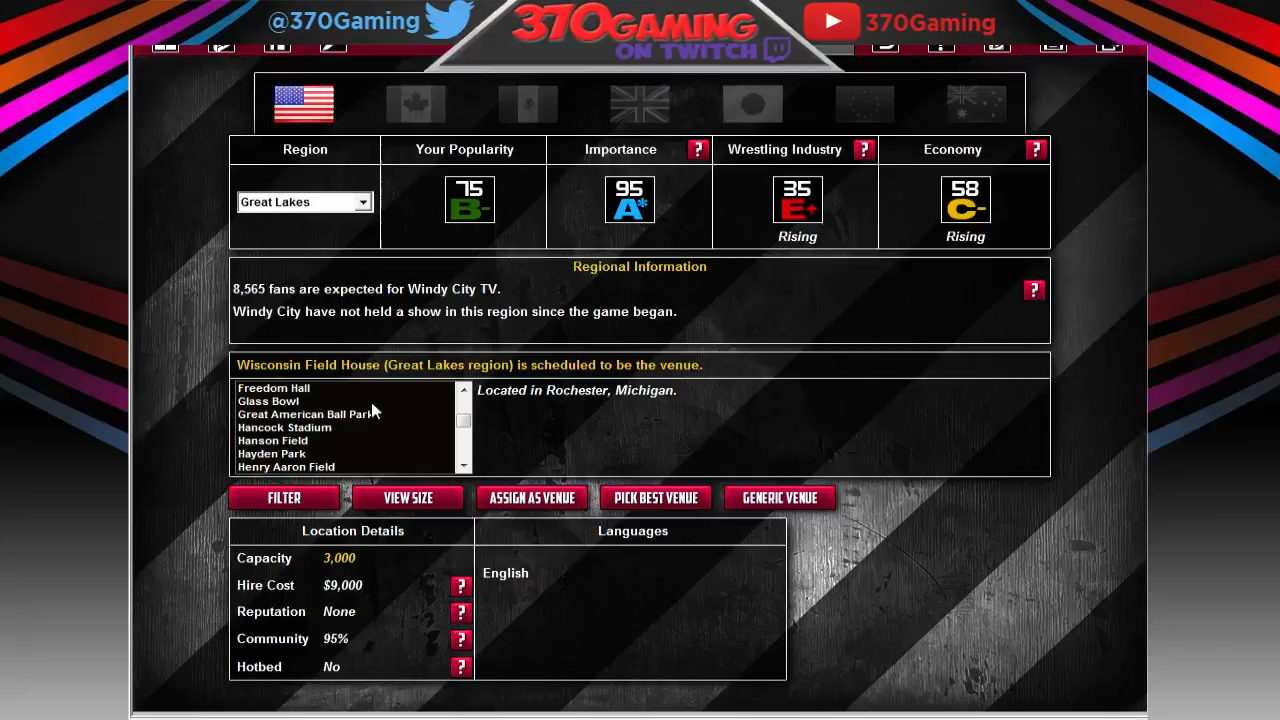 @370Gaming
370GAMING
ON TWITCH
370Gaming
Region
Your Popularity
Importance
?
Wrestling Industry
?
Economy
?
Great Lakes
75
B-
95
A*
35
E+
Rising
58
C-
Rising
Regional Information
8,565 fans are expected for Windy City TV.
?
Windy City have not held a show in this region since the game began.
Wisconsin Field House (Great Lakes region) is scheduled to be the venue.
Freedom Hall
Located in Rochester, Michigan.
Glass Bowl
Great American Ball Park
Hancock Stadium
Hanson Field
Hayden Park
Henry Aaron Field
FILTER
VIEW SIZE
ASSIGN AS VENUE
PICK BEST VENUE
GENERIC VENUE
Location Details
Languages
Capacity 3,000
English
Hire Cost $9,000 ?
Reputation None ?
Community 95% ?
Hotbed No ?